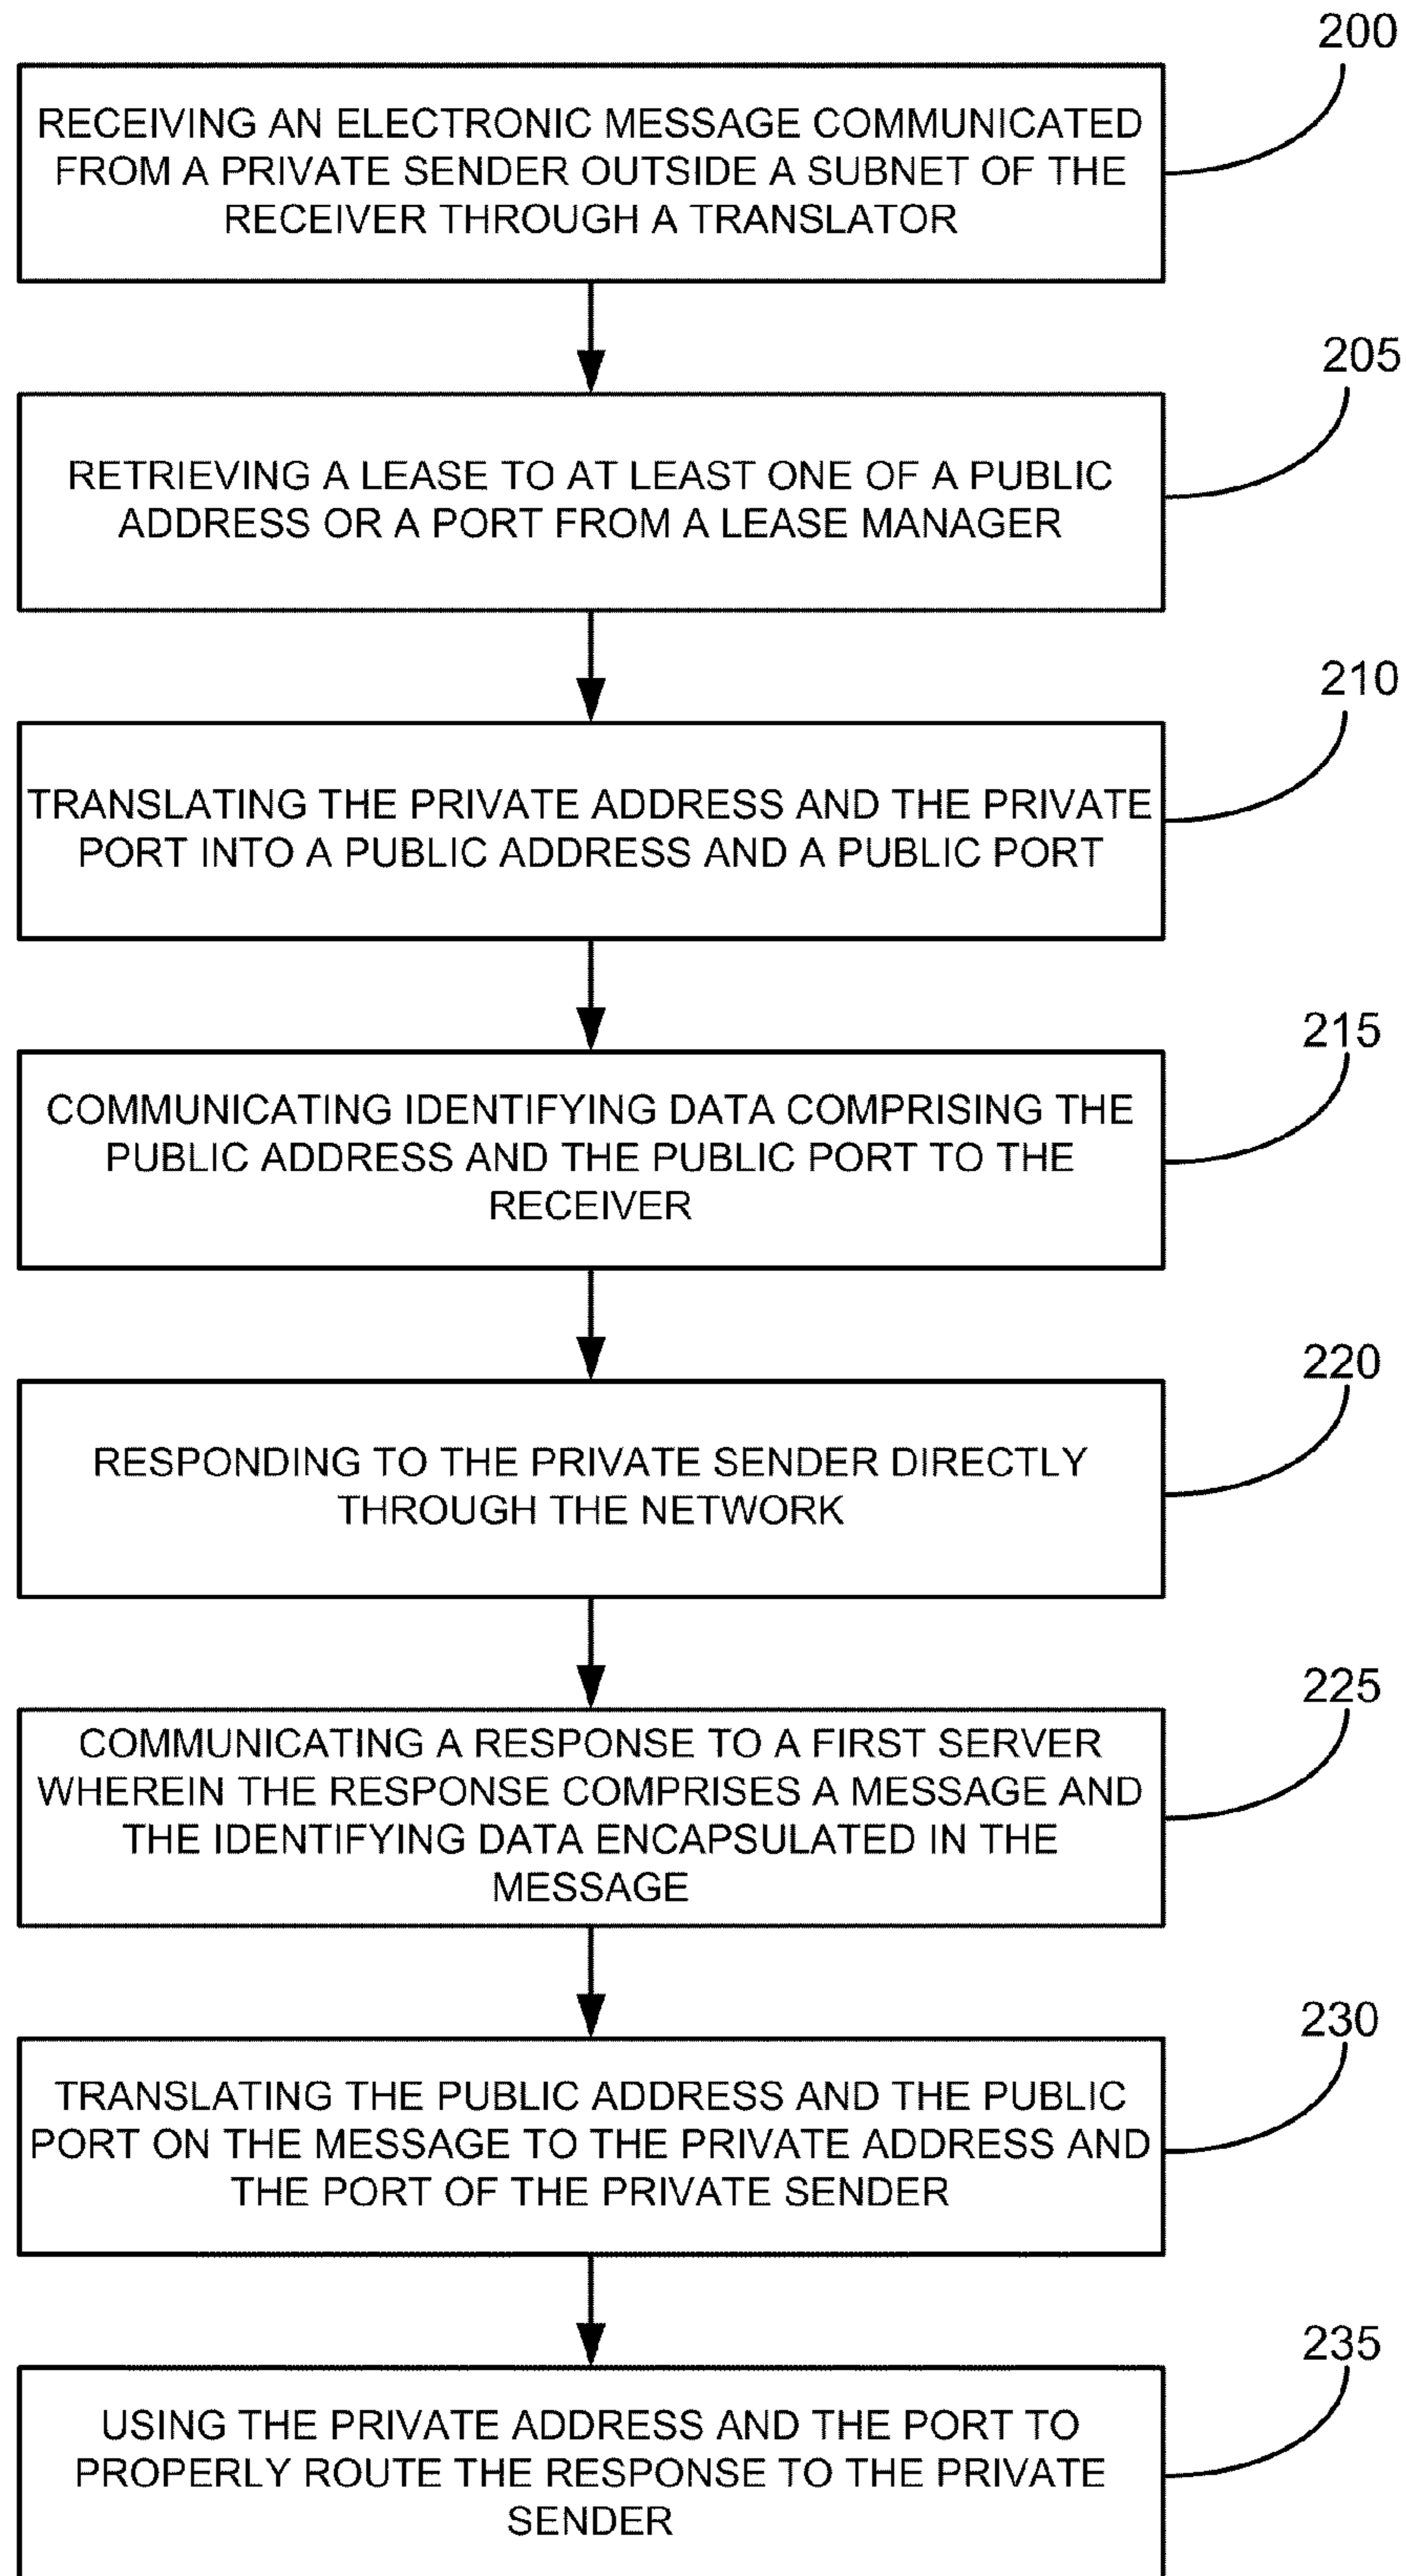 200
RECEIVING AN ELECTRONIC MESSAGE COMMUNICATED
FROM A PRIVATE SENDER OUTSIDE A SUBNET OF THE
RECEIVER THROUGH A TRANSLATOR
205
RETRIEVING A LEASE TO AT LEAST ONE OF A PUBLIC
ADDRESS OR A PORT FROM A LEASE MANAGER
210
TRANSLATING THE PRIVATE ADDRESS AND THE PRIVATE
PORT INTO A PUBLIC ADDRESS AND A PUBLIC PORT
215
COMMUNICATING IDENTIFYING DATA COMPRISING THE
PUBLIC ADDRESS AND THE PUBLIC PORT TO THE
RECEIVER
220
RESPONDING TO THE PRIVATE SENDER DIRECTLY
THROUGH THE NETWORK
225
COMMUNICATING A RESPONSE TO A FIRST SERVER
WHEREIN THE RESPONSE COMPRISES A MESSAGE AND
THE IDENTIFYING DATA ENCAPSULATED IN THE
MESSAGE
230
TRANSLATING THE PUBLIC ADDRESS AND THE PUBLIC
PORT ON THE MESSAGE TO THE PRIVATE ADDRESS AND
THE PORT OF THE PRIVATE SENDER
235
USING THE PRIVATE ADDRESS AND THE PORT TO
PROPERLY ROUTE THE RESPONSE TO THE PRIVATE
SENDER